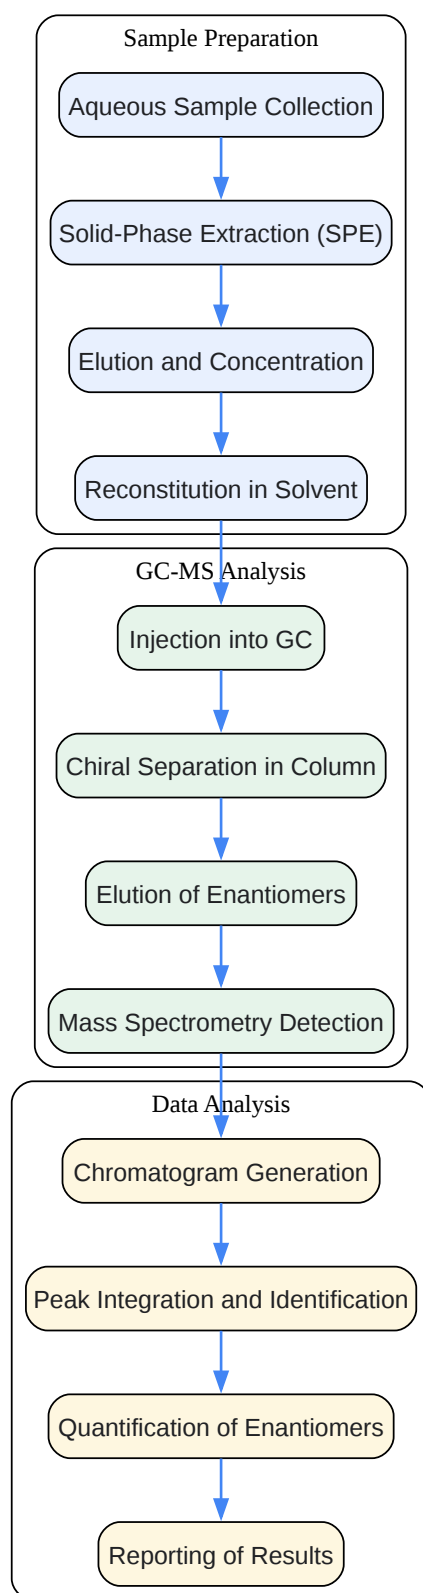 Sample Preparation
Aqueous Sample Collection
Solid-Phase Extraction (SPE)
Elution and Concentration
Reconstitution in Solvent
GC-MS Analysis
Injection into GC
Chiral Separation in Column
Elution of Enantiomers
Mass Spectrometry Detection
Data Analysis
Chromatogram Generation
Peak Integration and Identification
Quantification of Enantiomers
Reporting of Results